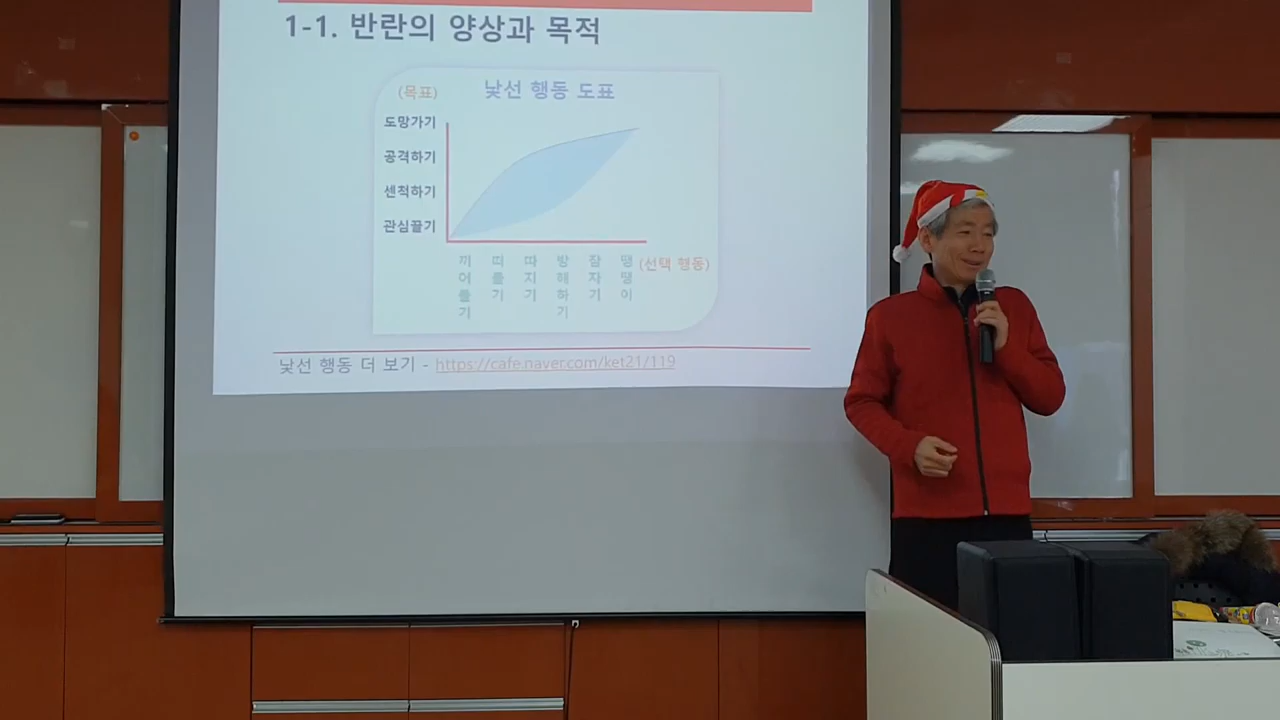 1-1. 반란의 양상과 목적
낯선 행동 도표
(목표)
도망가기
공격하기
센척하기
관심끌기
끼어들기
떠들기
따지기
방해하기
잠자기
땡땡이
(선택 행동)
낯선 행동 더 보기 - https://cafe.naver.com/ket21/119